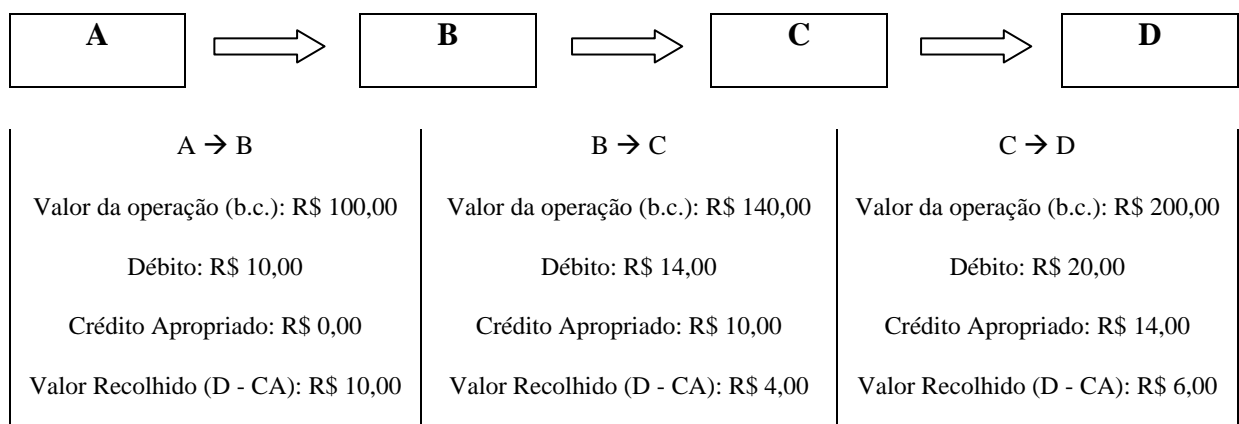 A
B
C
D
A → B
Valor da operação (b.c.): R$ 100,00
Débito: R$ 10,00
Crédito Apropriado: R$ 0,00
Valor Recolhido (D - CA): R$ 10,00
B → C
Valor da operação (b.c.): R$ 140,00
Débito: R$ 14,00
Crédito Apropriado: R$ 10,00
Valor Recolhido (D - CA): R$ 4,00
C → D
Valor da operação (b.c.): R$ 200,00
Débito: R$ 20,00
Crédito Apropriado: R$ 14,00
Valor Recolhido (D - CA): R$ 6,00